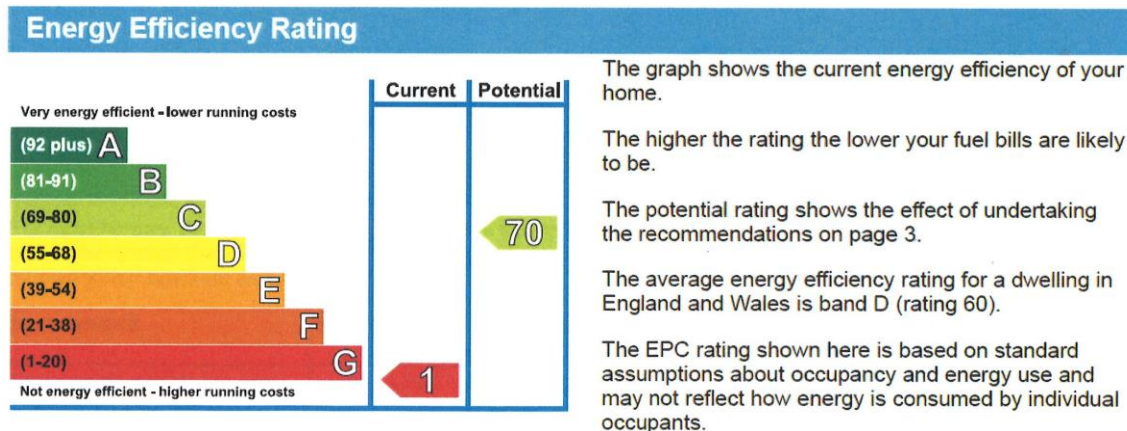 Energy Efficiency Rating
Current Potential
Very energy efficient - lower running costs
(92 plus) A
(81-91) B
(69-80) C
(55-68) D
(39-54) E
(21-38) F
(1-20) G
Not energy efficient - higher running costs
70
1
The graph shows the current energy efficiency of your
home.
The higher the rating the lower your fuel bills are likely
to be.
The potential rating shows the effect of undertaking
the recommendations on page 3.
The average energy efficiency rating for a dwelling in
England and Wales is band D (rating 60).
The EPC rating shown here is based on standard
assumptions about occupancy and energy use and
may not reflect how energy is consumed by individual
occupants.